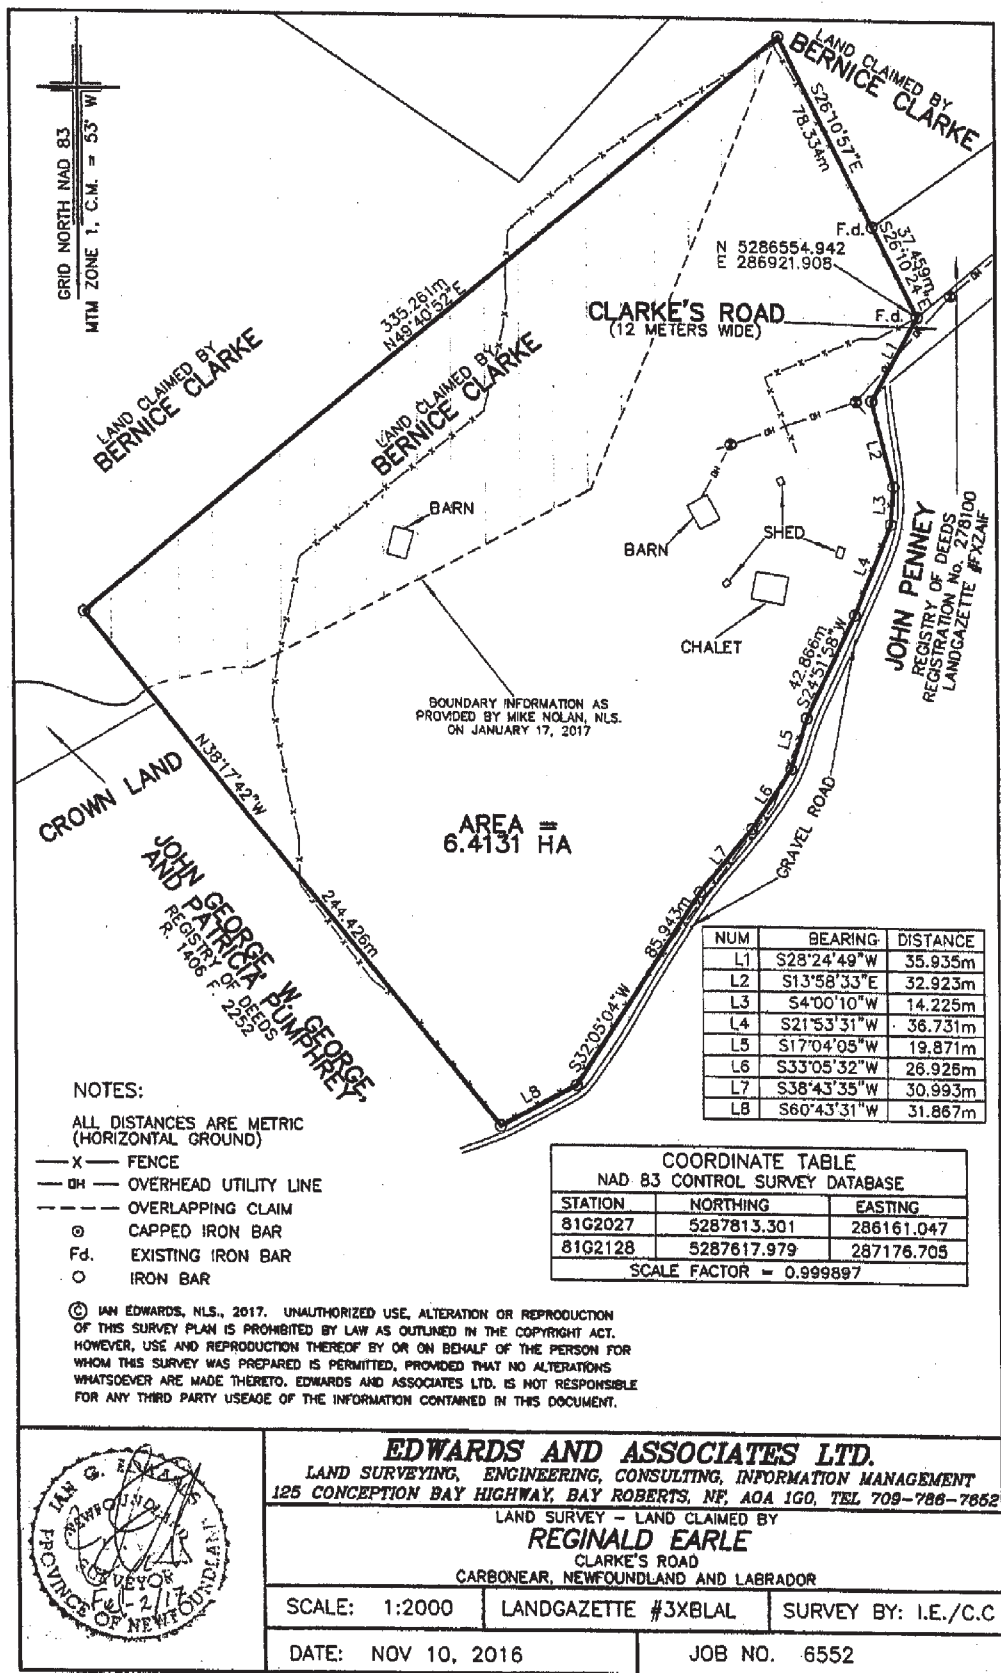 GRID NORTH NAD 83
MTM ZONE 1, C.M. = 53° W
LAND CLAIMED BY
BERNICE CLARKE
S26°10'57"E
78.334m
F.d.
37.459m
S26°10'24"E
N 5286554.942
E 286921.908
CLARKE'S ROAD
(12 METERS WIDE)
F.d.
OH
335.261m
N49°40'52"E
LAND CLAIMED BY
BERNICE CLARKE
LAND CLAIMED BY
BERNICE CLARKE
L1
OH
OH
L2
BARN
BARN
SHED
L3
L4
JOHN PENNEY
REGISTRY OF DEEDS
REGISTRATION No. 278100
LANDGAZETTE #FXZAIF
CHALET
42.866m
S24°51'58"W
BOUNDARY INFORMATION AS
PROVIDED BY MIKE NOLAN, NLS.
ON JANUARY 17, 2017
N38°17'42"W
244.426m
CROWN LAND
L5
L6
L7
GRAVEL ROAD
AREA =
6.4131 HA
JOHN GEORGE, W. GEORGE,
AND PATRICIA PUMPHREY
REGISTRY OF DEEDS
R. 1406 F. 2252
85.943m
S32°05'04"W
L8
NUM BEARING DISTANCE
L1 S28°24'49"W 35.935m
L2 S13°58'33"E 32.923m
L3 S4°00'10"W 14.225m
L4 S21°53'31"W 36.731m
L5 S17°04'05"W 19.871m
L6 S33°05'32"W 26.925m
L7 S38°43'35"W 30.993m
L8 S60°43'31"W 31.867m
NOTES:
ALL DISTANCES ARE METRIC
(HORIZONTAL GROUND)
X FENCE
OH OVERHEAD UTILITY LINE
OVERLAPPING CLAIM
CAPPED IRON BAR
Fd. EXISTING IRON BAR
IRON BAR
COORDINATE TABLE
NAD 83 CONTROL SURVEY DATABASE
STATION NORTHING EASTING
81G2027 5287813.301 286161.047
81G2128 5287617.979 287176.705
SCALE FACTOR = 0.999897
© IAN EDWARDS, NLS., 2017. UNAUTHORIZED USE, ALTERATION OR REPRODUCTION
OF THIS SURVEY PLAN IS PROHIBITED BY LAW AS OUTLINED IN THE COPYRIGHT ACT.
HOWEVER, USE AND REPRODUCTION THEREOF BY OR ON BEHALF OF THE PERSON FOR
WHOM THIS SURVEY WAS PREPARED IS PERMITTED, PROVIDED THAT NO ALTERATIONS
WHATSOEVER ARE MADE THERETO. EDWARDS AND ASSOCIATES LTD. IS NOT RESPONSIBLE
FOR ANY THIRD PARTY USEAGE OF THE INFORMATION CONTAINED IN THIS DOCUMENT.
IAN G. EDWARDS
NEWFOUNDLAND
SURVEYOR
PROVINCE OF NEWFOUNDLAND
EDWARDS AND ASSOCIATES LTD.
LAND SURVEYING, ENGINEERING, CONSULTING, INFORMATION MANAGEMENT
125 CONCEPTION BAY HIGHWAY, BAY ROBERTS, NF, A0A 1G0, TEL 709-786-7652
LAND SURVEY - LAND CLAIMED BY
REGINALD EARLE
CLARKE'S ROAD
CARBONEAR, NEWFOUNDLAND AND LABRADOR
SCALE: 1:2000 LANDGAZETTE #3XBLAL SURVEY BY: I.E./C.C
DATE: NOV 10, 2016 JOB NO. 6552